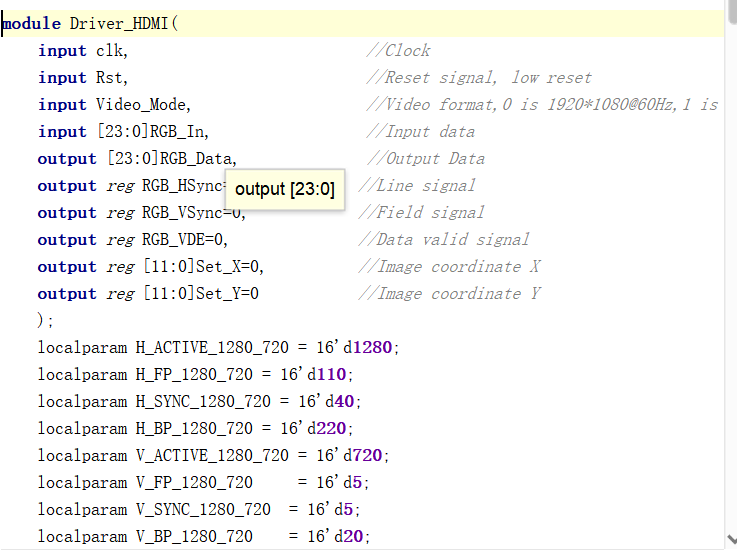 module Driver_HDMI(
input clk, //Clock
input Rst, //Reset signal, low reset
input Video_Mode, //Video format,0 is 1920*1080@60Hz,1 is
input [23:0]RGB_In, //Input data
output [23:0]RGB_Data, //Output Data
output reg RGB_HSync= output [23:0] //Line signal
output reg RGB_VSync=0, //Field signal
output reg RGB_VDE=0, //Data valid signal
output reg [11:0]Set_X=0, //Image coordinate X
output reg [11:0]Set_Y=0 //Image coordinate Y
);
localparam H_ACTIVE_1280_720 = 16'd1280;
localparam H_FP_1280_720 = 16'd110;
localparam H_SYNC_1280_720 = 16'd40;
localparam H_BP_1280_720 = 16'd220;
localparam V_ACTIVE_1280_720 = 16'd720;
localparam V_FP_1280_720 = 16'd5;
localparam V_SYNC_1280_720 = 16'd5;
localparam V_BP_1280_720 = 16'd20;